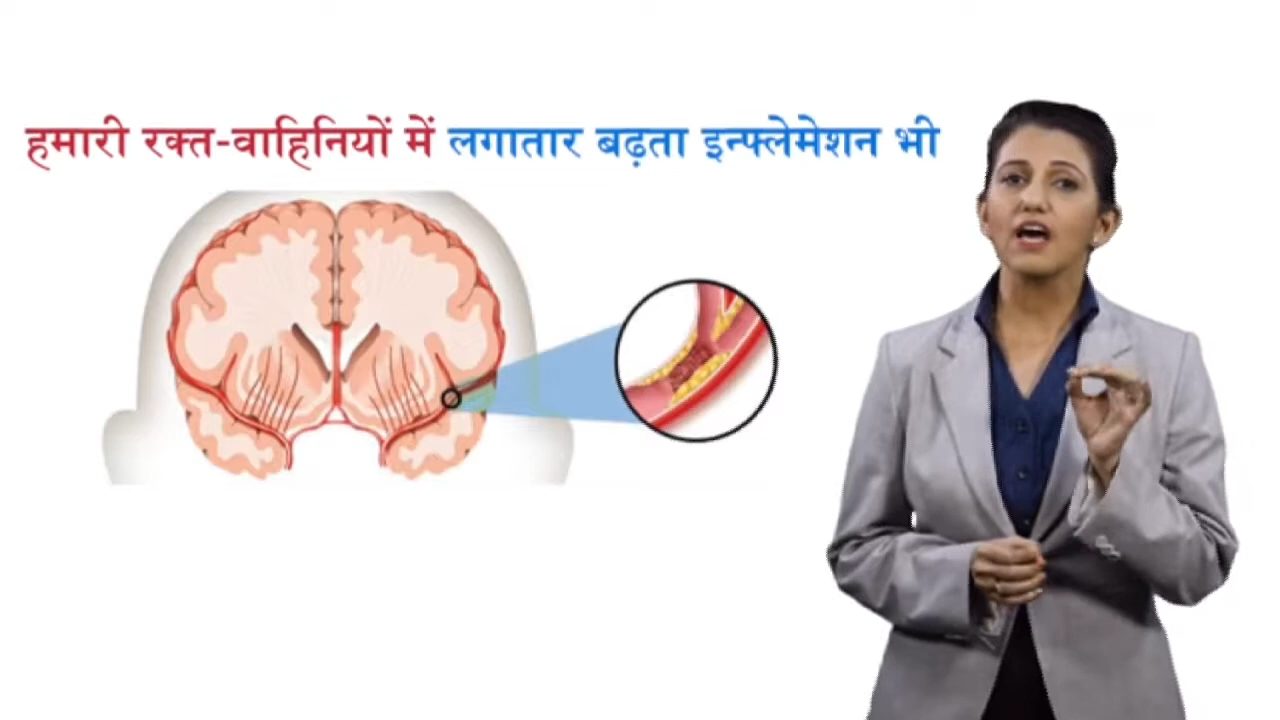 हमारी रक्त-वाहिनियों में लगातार बढ़ता इन्फ्लेमेशन भी